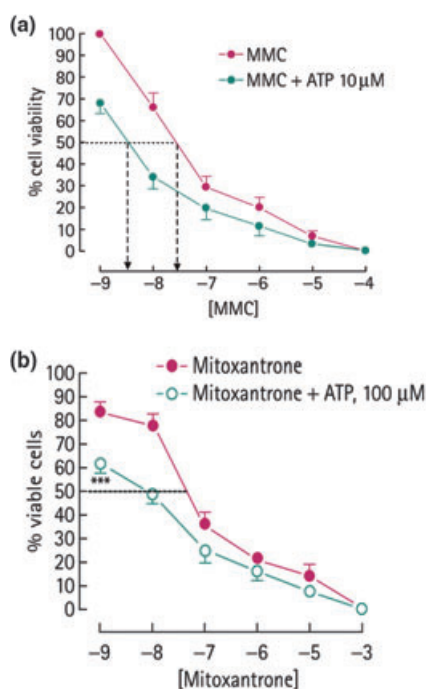 (a)
MMC
MMC + ATP 10 µM
% cell viability
100
90
80
70
60
50
40
30
20
10
0
–9 –8 –7 –6 –5 –4
[MMC]
(b)
Mitoxantrone
Mitoxantrone + ATP, 100 µM
% viable cells
100
90
80
70
60
***
50
40
30
20
10
0
–9 –8 –7 –6 –5 –3
[Mitoxantrone]